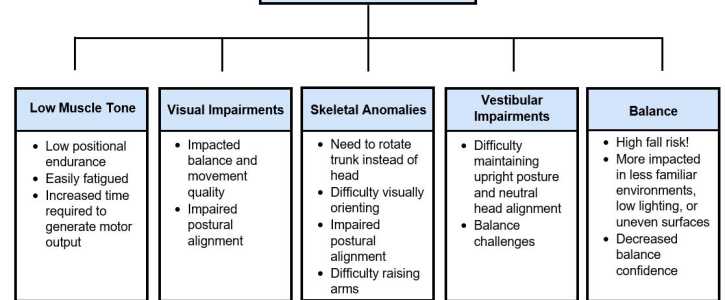 Low Muscle Tone
• Low positional
endurance
• Easily fatigued
• Increased time
required to
generate motor
output
Visual Impairments
• Impacted
balance and
movement
quality
• Impaired
postural
alignment
Skeletal Anomalies
• Need to rotate
trunk instead of
head
• Difficulty visually
orienting
• Impaired
postural
alignment
• Difficulty raising
arms
Vestibular
Impairments
• Difficulty
maintaining
upright posture
and neutral
head alignment
• Balance
challenges
Balance
• High fall risk!
• More impacted
in less familiar
environments,
low lighting, or
uneven surfaces
• Decreased
balance
confidence